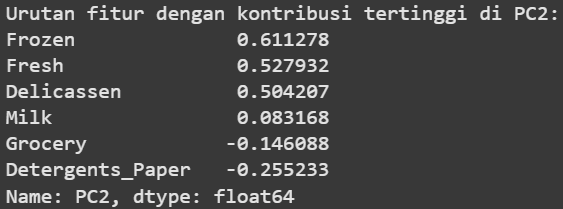 Urutan fitur dengan kontribusi tertinggi di PC2:
Frozen 0.611278
Fresh 0.527932
Delicassen 0.504207
Milk 0.083168
Grocery -0.146088
Detergents_Paper -0.255233
Name: PC2, dtype: float64